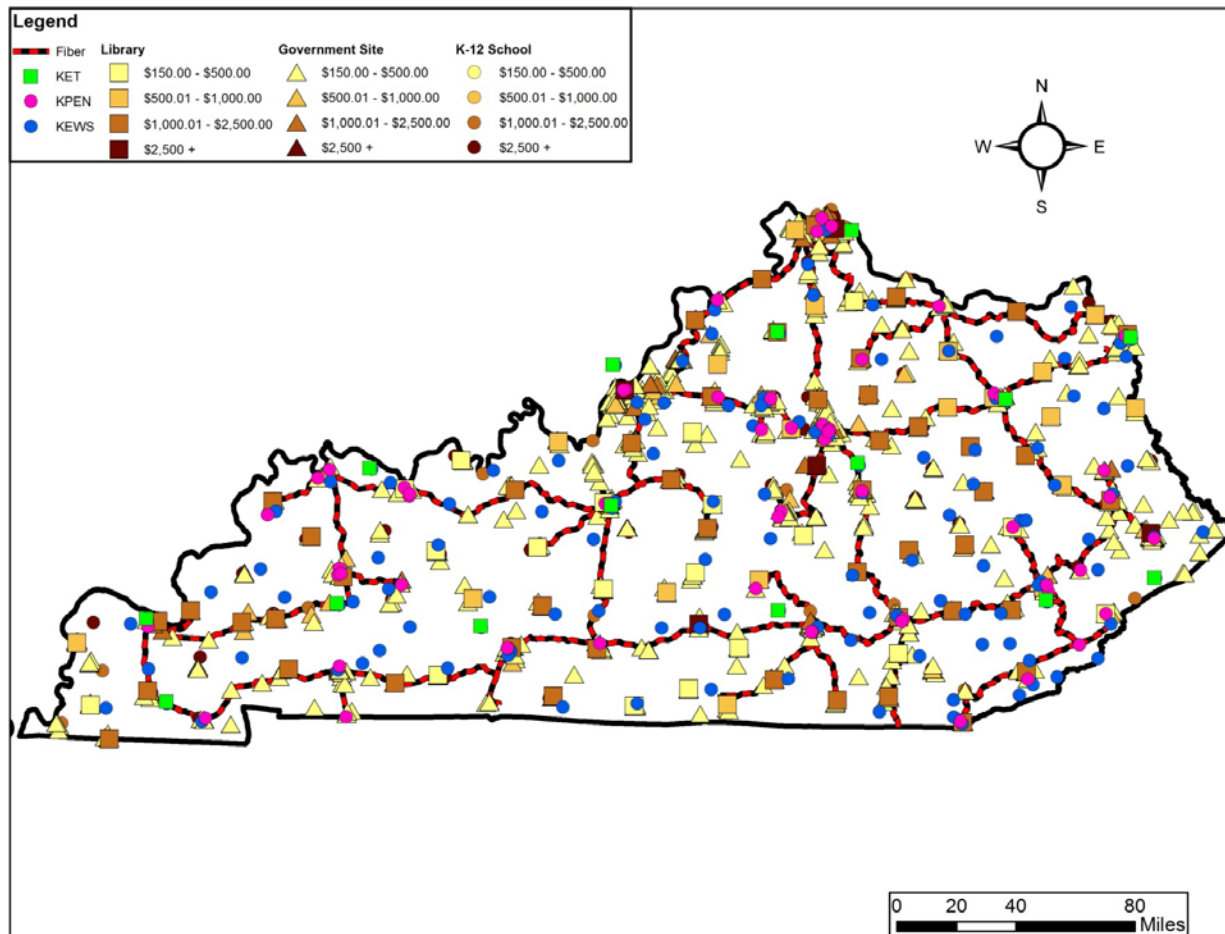 Legend
Fiber Library Government Site K-12 School
KET $150.00 - $500.00 $150.00 - $500.00 $150.00 - $500.00
KPEN $500.01 - $1,000.00 $500.01 - $1,000.00 $500.01 - $1,000.00
KEWS $1,000.01 - $2,500.00 $1,000.01 - $2,500.00 $1,000.01 - $2,500.00
$2,500 + $2,500 + $2,500 +
N
W E
S
0 20 40 80
Miles